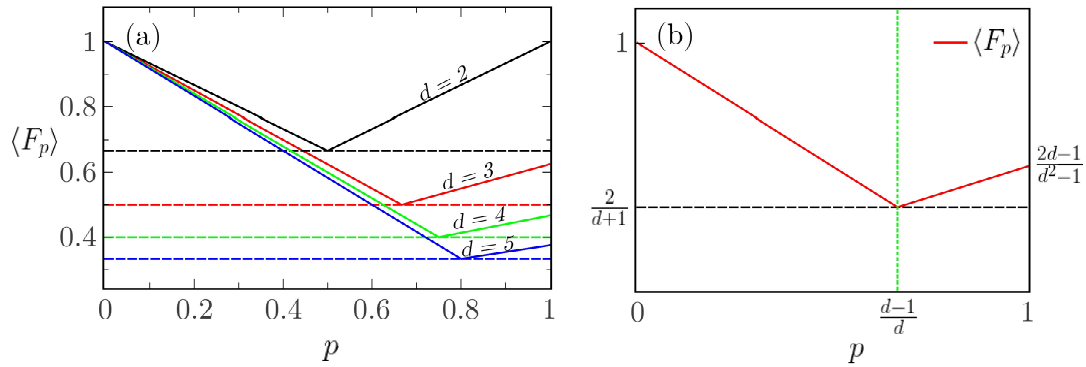 (a)
1
0.8
0.6
0.4
⟨F_p⟩
d = 2
d = 3
d = 4
d = 5
0 0.2 0.4 0.6 0.8 1
p
(b)
⟨F_p⟩
1
2/(d+1)
(2d−1)/(d²−1)
0 (d−1)/d 1
p